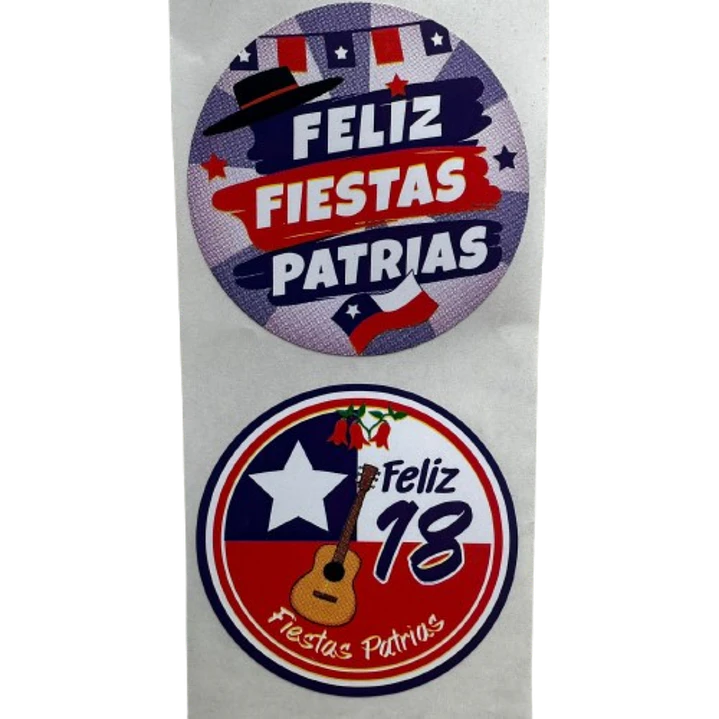 FELIZ
FIESTAS
PATRIAS
Feliz
18
Fiestas Patrias